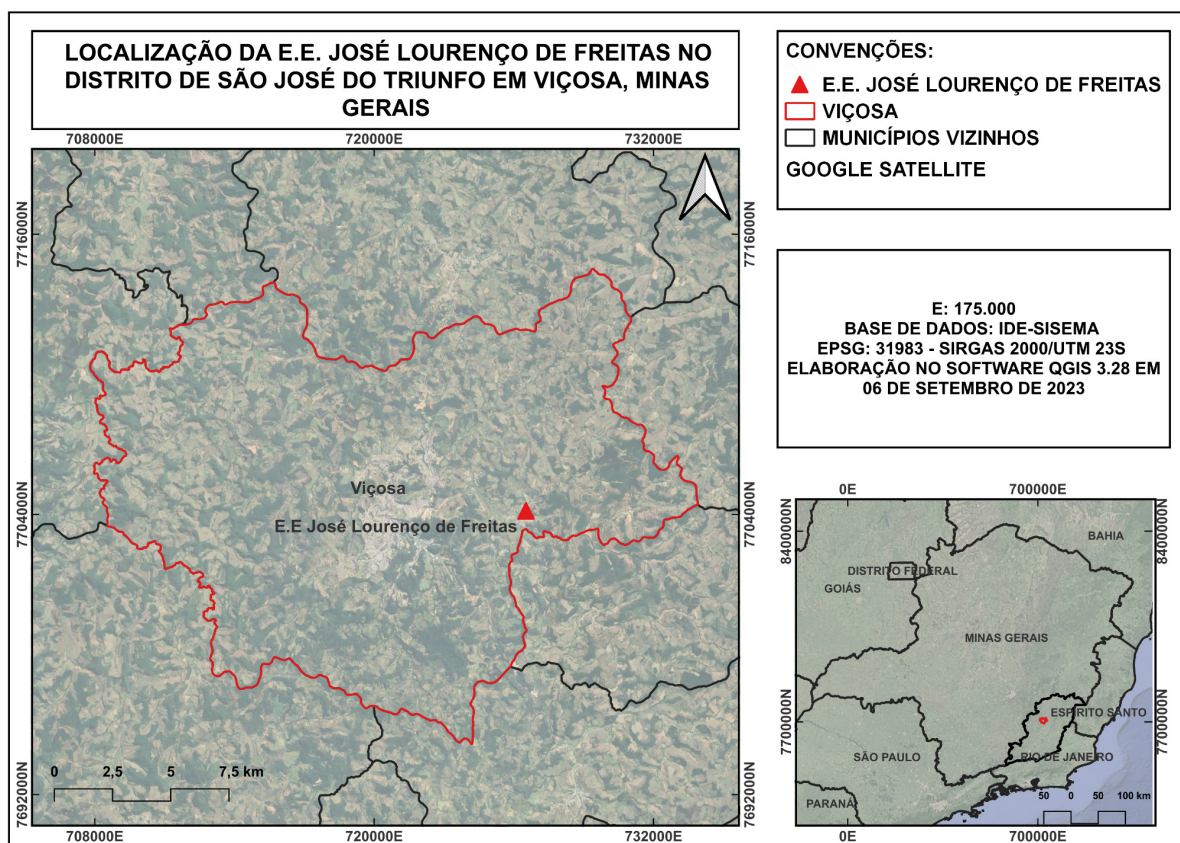 LOCALIZAÇÃO DA E.E. JOSÉ LOURENÇO DE FREITAS NO
DISTRITO DE SÃO JOSÉ DO TRIUNFO EM VIÇOSA, MINAS
GERAIS
708000E 720000E 732000E
7716000N 7716000N
Viçosa
7704000N 7704000N
E.E José Lourenço de Freitas
0 2,5 5 7,5 km
7692000N 7692000N
708000E 720000E 732000E
CONVENÇÕES:
E.E. JOSÉ LOURENÇO DE FREITAS
VIÇOSA
MUNICÍPIOS VIZINHOS
GOOGLE SATELLITE
E: 175.000
BASE DE DADOS: IDE-SISEMA
EPSG: 31983 - SIRGAS 2000/UTM 23S
ELABORAÇÃO NO SOFTWARE QGIS 3.28 EM
06 DE SETEMBRO DE 2023
0E 700000E
8400000N 8400000N
BAHIA
DISTRITO FEDERAL
GOIÁS
MINAS GERAIS
ESPÍRITO SANTO
7700000N 7700000N
SÃO PAULO
RIO DE JANEIRO
50 0 50 100 km
PARANÁ
0E 700000E